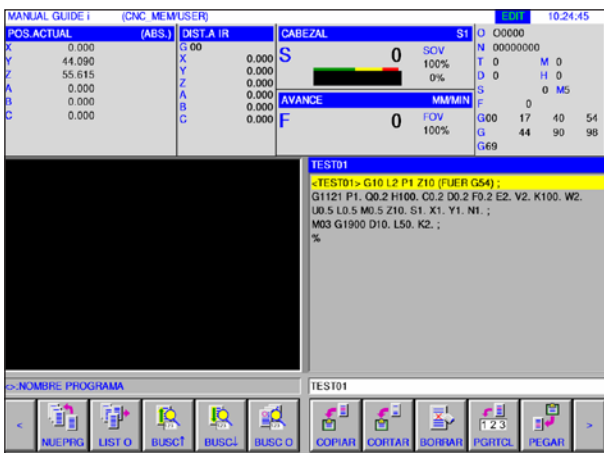 MANUAL GUIDE i (CNC_MEM/USER) EDIT 10:24:45
POS.ACTUAL (ABS.)
X 0.000
Y 44.090
Z 55.615
A 0.000
B 0.000
C 0.000
DIST.A IR
G 00
X 0.000
Y 0.000
Z 0.000
A 0.000
B 0.000
C 0.000
CABEZAL S1
S 0 SOV
100%
0%
AVANCE MM/MIN
F 0 FOV
100%
O O0000
N 00000000
T 0 M 0
D 0 H 0
S 0 M5
F 0
G00 17 40 54
G 44 90 98
G69
TEST01
<TEST01> G10 L2 P1 Z10 (FUER G54) ;
G1121 P1. Q0.2 H100. C0.2 D0.2 F0.2 E2. V2. K100. W2.
U0.5 L0.5 M0.5 Z10. S1. X1. Y1. N1. ;
M03 G1900 D10. L50. K2. ;
%
<>:NOMBRE PROGRAMA
TEST01
< NUEPRG LIST O BUSC↑ BUSC↓ BUSC O COPIAR CORTAR BORRAR PGRTCL PEGAR >
123